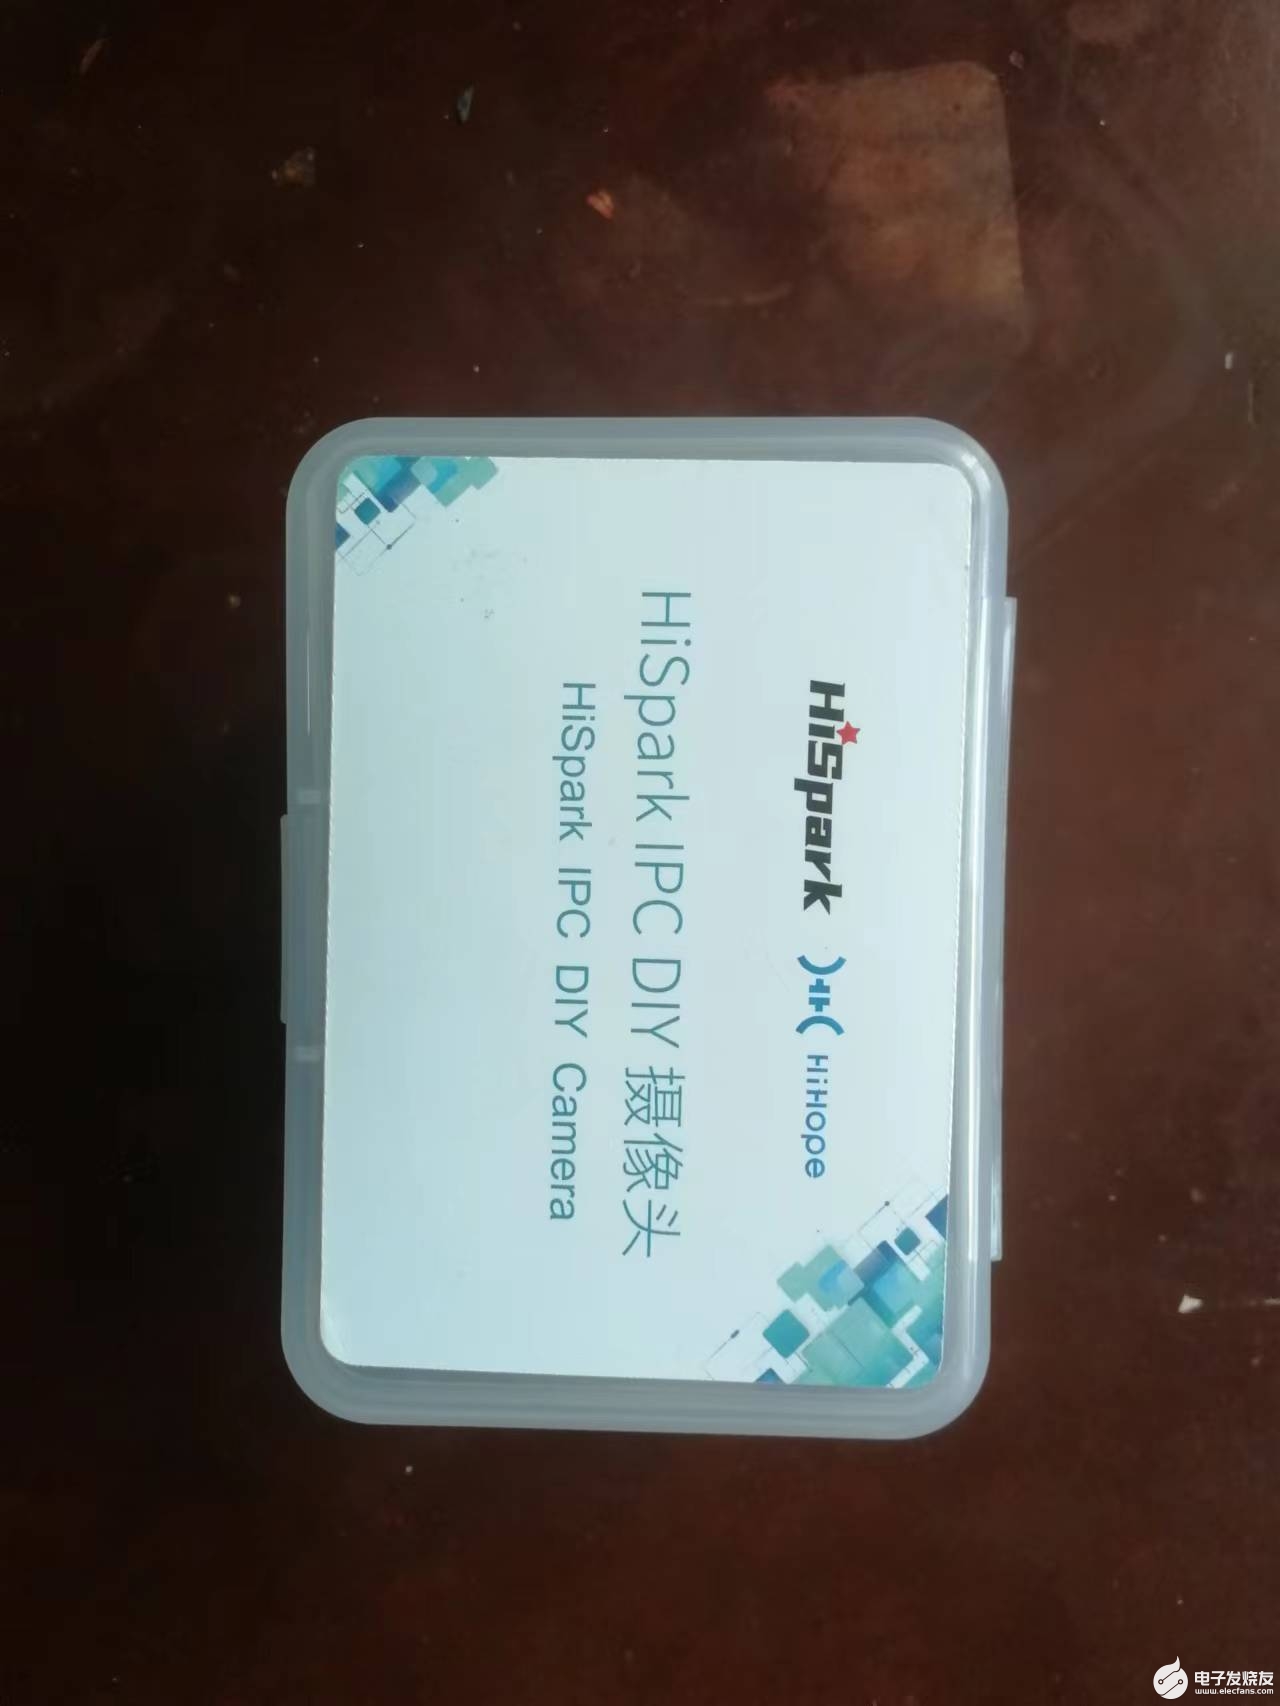 HiSpark HiHope
HiSpark IPC DIY 摄像头
HiSpark IPC DIY Camera
电子发烧友
www.elecfans.com